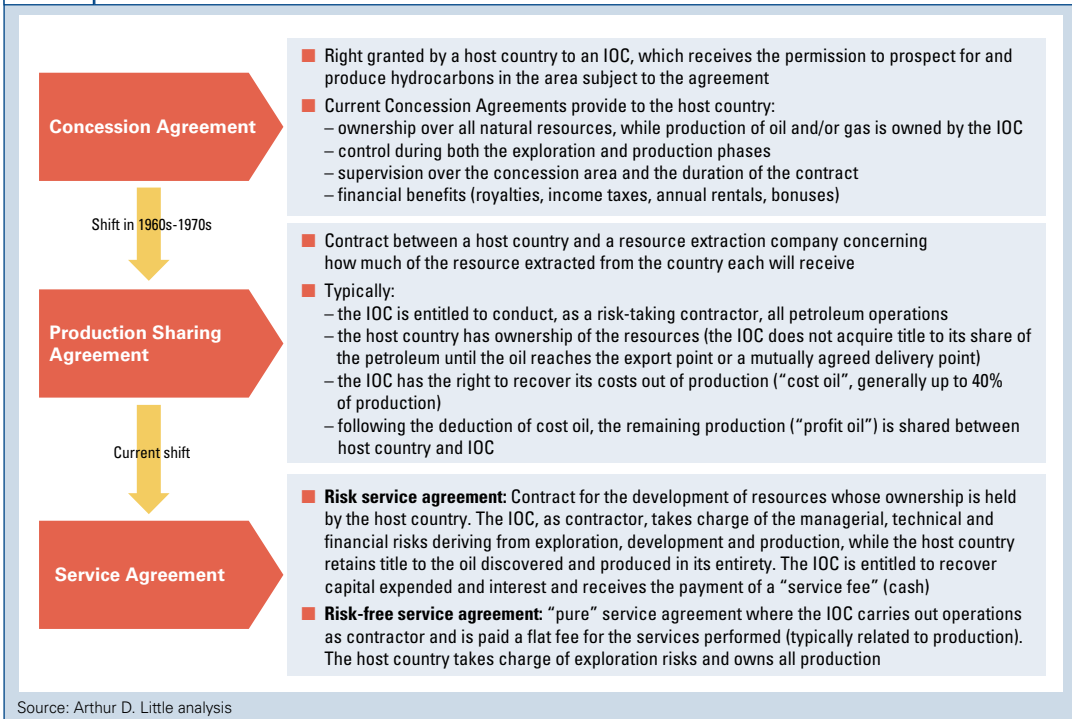 Concession Agreement
■ Right granted by a host country to an IOC, which receives the permission to prospect for and
produce hydrocarbons in the area subject to the agreement
■ Current Concession Agreements provide to the host country:
– ownership over all natural resources, while production of oil and/or gas is owned by the IOC
– control during both the exploration and production phases
– supervision over the concession area and the duration of the contract
– financial benefits (royalties, income taxes, annual rentals, bonuses)
Shift in 1960s-1970s
Production Sharing
Agreement
■ Contract between a host country and a resource extraction company concerning
how much of the resource extracted from the country each will receive
■ Typically:
– the IOC is entitled to conduct, as a risk-taking contractor, all petroleum operations
– the host country has ownership of the resources (the IOC does not acquire title to its share of
the petroleum until the oil reaches the export point or a mutually agreed delivery point)
– the IOC has the right to recover its costs out of production (“cost oil”, generally up to 40%
of production)
– following the deduction of cost oil, the remaining production (“profit oil”) is shared between
host country and IOC
Current shift
Service Agreement
■ Risk service agreement: Contract for the development of resources whose ownership is held
by the host country. The IOC, as contractor, takes charge of the managerial, technical and
financial risks deriving from exploration, development and production, while the host country
retains title to the oil discovered and produced in its entirety. The IOC is entitled to recover
capital expended and interest and receives the payment of a “service fee” (cash)
■ Risk-free service agreement: “pure” service agreement where the IOC carries out operations
as contractor and is paid a flat fee for the services performed (typically related to production).
The host country takes charge of exploration risks and owns all production
Source: Arthur D. Little analysis